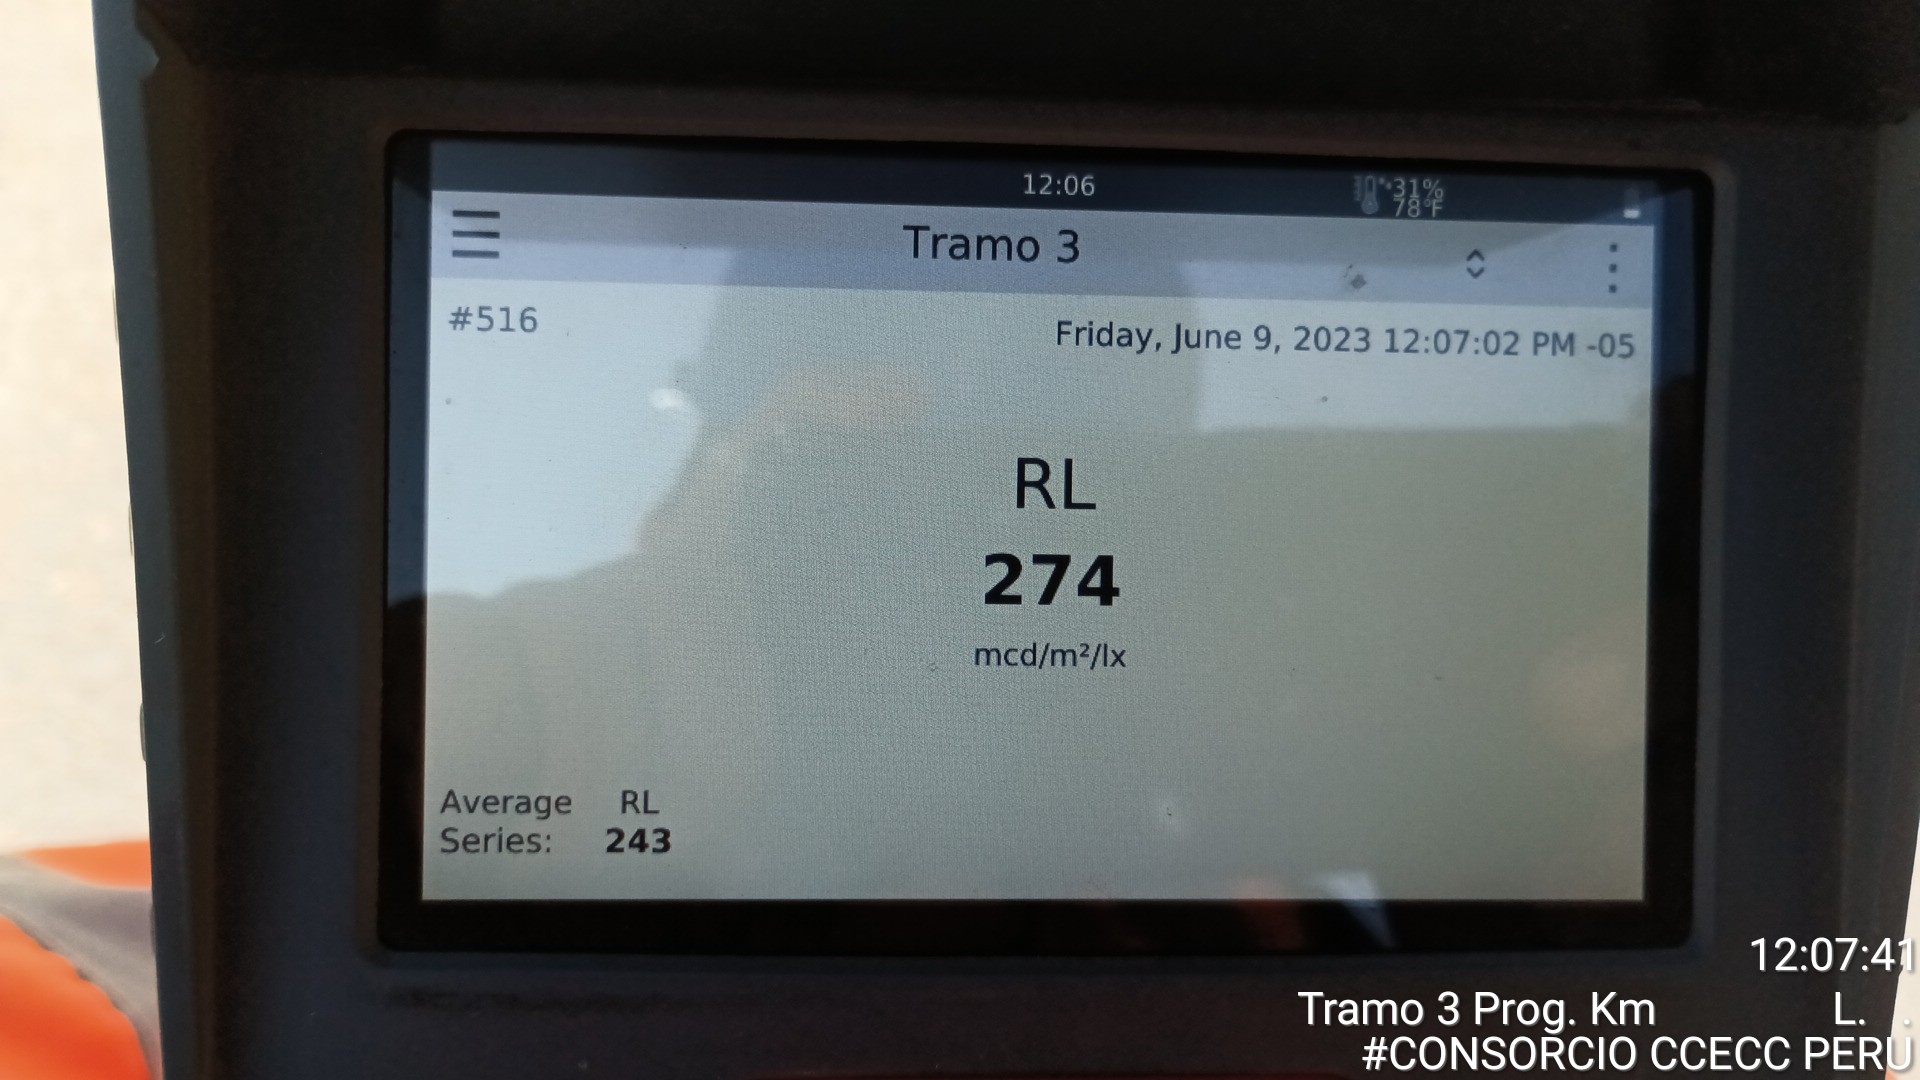 12:06
31%
78°F
Tramo 3
#516
Friday, June 9, 2023 12:07:02 PM -05
RL
274
mcd/m²/lx
Average RL
Series: 243
12:07:41
Tramo 3 Prog. Km L. .
#CONSORCIO CCECC PERU